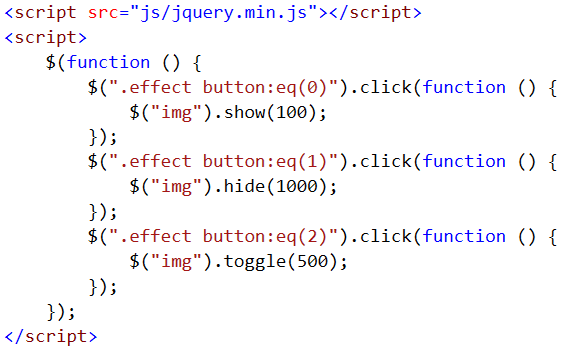 <script src="js/jquery.min.js"></script>
<script>
    $(function () {
        $(".effect button:eq(0)").click(function () {
            $("img").show(100);
        });
        $(".effect button:eq(1)").click(function () {
            $("img").hide(1000);
        });
        $(".effect button:eq(2)").click(function () {
            $("img").toggle(500);
        });
    });
</script>